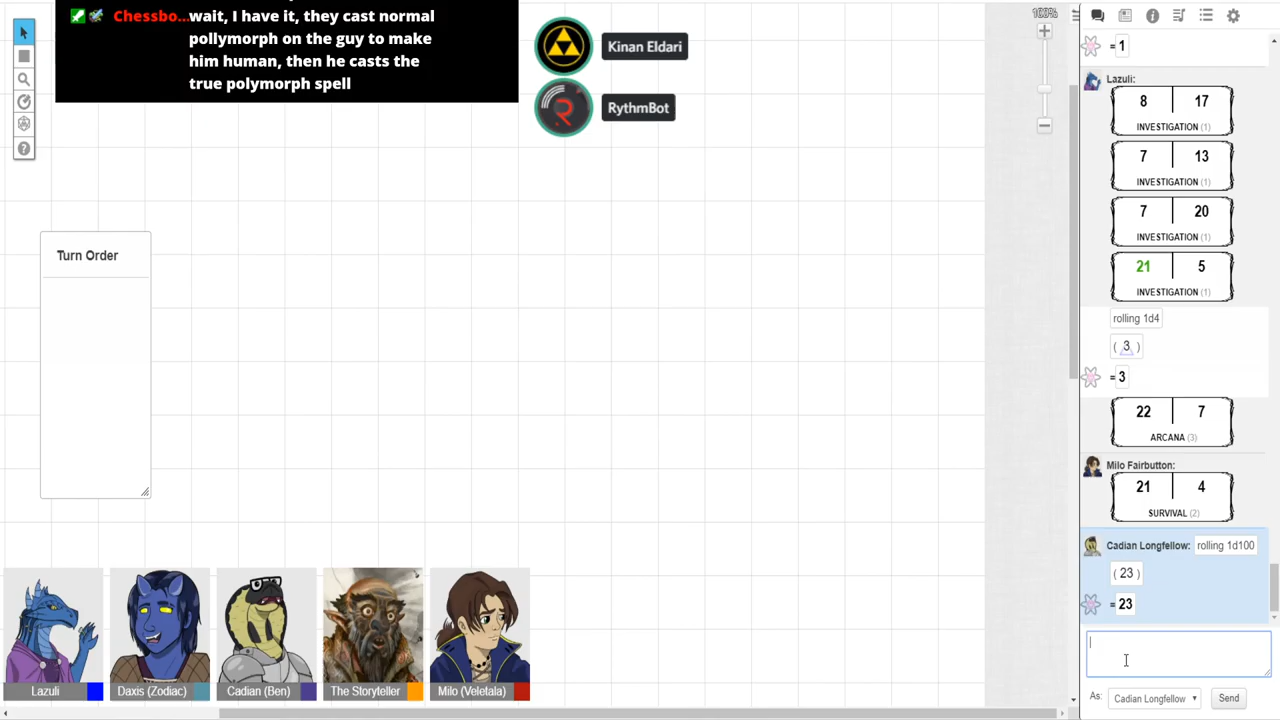 Chessbo... wait, I have it, they cast normal
pollymorph on the guy to make
him human, then he casts the
true polymorph spell
Kinan Eldari
RythmBot
100%
Turn Order
= 1
Lazuli:
8 17
INVESTIGATION (1)
7 13
INVESTIGATION (1)
7 20
INVESTIGATION (1)
21 5
INVESTIGATION (1)
rolling 1d4
( 3 )
= 3
22 7
ARCANA (3)
Milo Fairbutton:
21 4
SURVIVAL (2)
Cadian Longfellow: rolling 1d100
( 23 )
= 23
As: Cadian Longfellow Send
Lazuli
Daxis (Zodiac)
Cadian (Ben)
The Storyteller
Milo (Veletala)